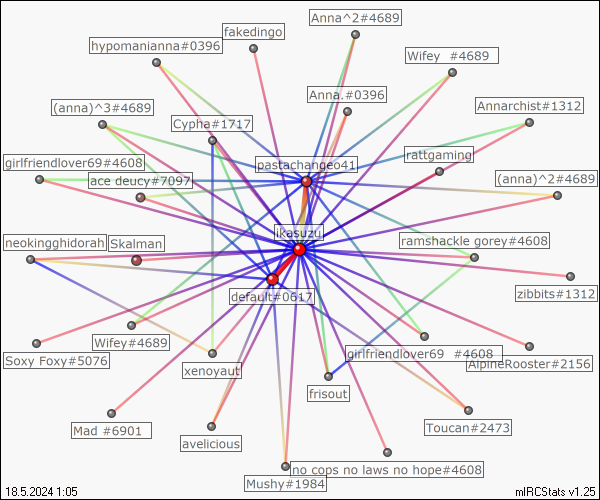 Anna^2#4689
fakedingo
hypomanianna#0396
Wifey  #4689
Anna.#0396
(anna)^3#4689
Annarchist#1312
Cypha#1717
girlfriendlover69#4608
pastachangeo41
rattgaming
ace deucy#7097
(anna)^2#4689
ikasuzu
neokingghidorah
Skalman
ramshackle gorey#4608
default#0617
zibbits#1312
Wifey#4689
Soxy Foxy#5076
xenoyaut
girlfriendlover69  #4608
AlpineRooster#2156
frisout
Mad #6901
Toucan#2473
avelicious
no cops no laws no hope#4608
Mushy#1984
18.5.2024 1:05
mIRCStats v1.25